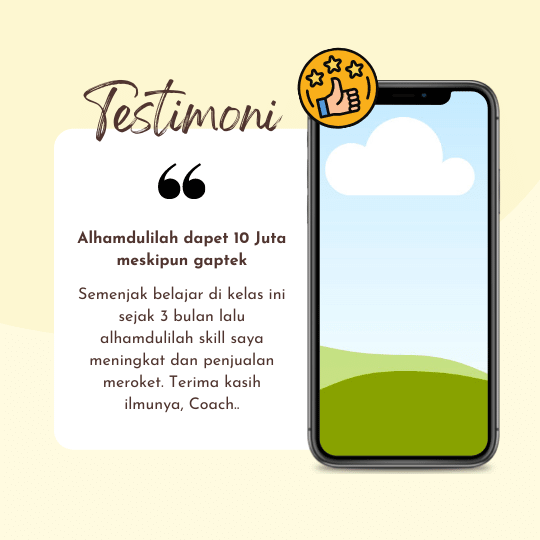 Testimoni
“
Alhamdulilah dapet 10 Juta
meskipun gaptek
Semenjak belajar di kelas ini
sejak 3 bulan lalu
alhamdulilah skill saya
meningkat dan penjualan
meroket. Terima kasih
ilmunya, Coach..